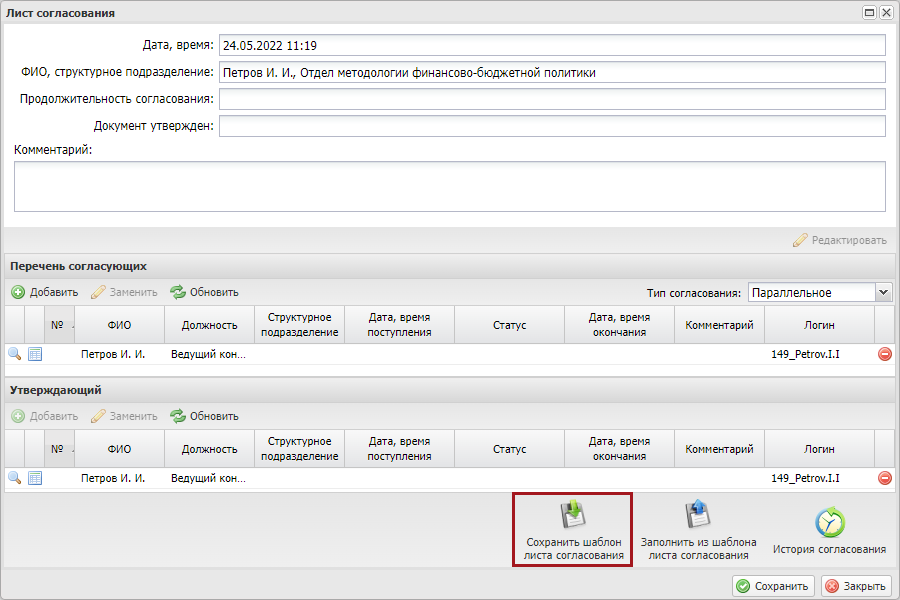 Лист согласования
Дата, время: 24.05.2022 11:19
ФИО, структурное подразделение: Петров И. И., Отдел методологии финансово-бюджетной политики
Продолжительность согласования:
Документ утвержден:
Комментарий:
Редактировать
Перечень согласующих
Добавить Заменить Обновить Тип согласования: Параллельное
№ ФИО Должность Структурное подразделение Дата, время поступления Статус Дата, время окончания Комментарий Логин
Петров И. И. Ведущий кон... 149_Petrov.I.I
Утверждающий
Добавить Заменить Обновить
№ ФИО Должность Структурное подразделение Дата, время поступления Статус Дата, время окончания Комментарий Логин
Петров И. И. Ведущий кон... 149_Petrov.I.I
Сохранить шаблон
листа согласования
Заполнить из шаблона
листа согласования
История согласования
Сохранить Закрыть